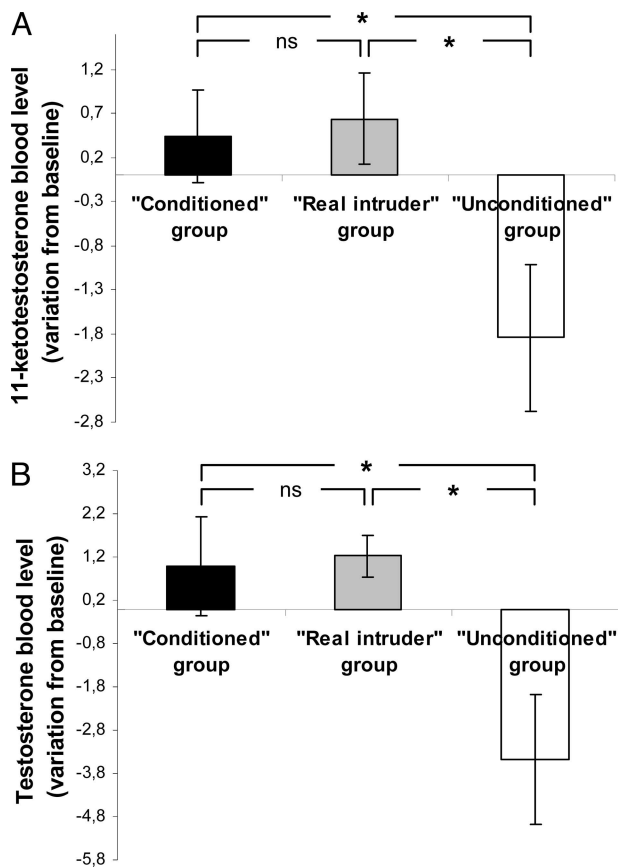 A
*
ns
*
1,2
0,7
0,2
-0,3
-0,8
-1,3
-1,8
-2,3
-2,8
11-ketotestosterone blood level
(variation from baseline)
"Conditioned" "Real intruder" "Unconditioned"
group group group
B
*
ns
*
3,2
2,2
1,2
0,2
-0,8
-1,8
-2,8
-3,8
-4,8
-5,8
Testosterone blood level
(variation from baseline)
"Conditioned" "Real intruder" "Unconditioned"
group group group